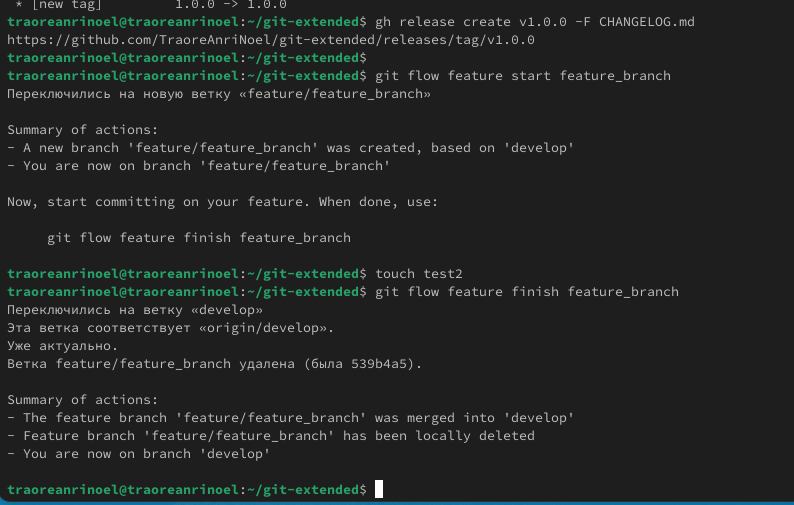 * [new tag]         1.0.0 -> 1.0.0
traoreanrinoel@traoreanrinoel:~/git-extended$ gh release create v1.0.0 -F CHANGELOG.md
https://github.com/TraoreAnriNoel/git-extended/releases/tag/v1.0.0
traoreanrinoel@traoreanrinoel:~/git-extended$
traoreanrinoel@traoreanrinoel:~/git-extended$ git flow feature start feature_branch
Переключились на новую ветку «feature/feature_branch»

Summary of actions:
- A new branch 'feature/feature_branch' was created, based on 'develop'
- You are now on branch 'feature/feature_branch'

Now, start committing on your feature. When done, use:

     git flow feature finish feature_branch

traoreanrinoel@traoreanrinoel:~/git-extended$ touch test2
traoreanrinoel@traoreanrinoel:~/git-extended$ git flow feature finish feature_branch
Переключились на ветку «develop»
Эта ветка соответствует «origin/develop».
Уже актуально.
Ветка feature/feature_branch удалена (была 539b4a5).

Summary of actions:
- The feature branch 'feature/feature_branch' was merged into 'develop'
- Feature branch 'feature/feature_branch' has been locally deleted
- You are now on branch 'develop'

traoreanrinoel@traoreanrinoel:~/git-extended$